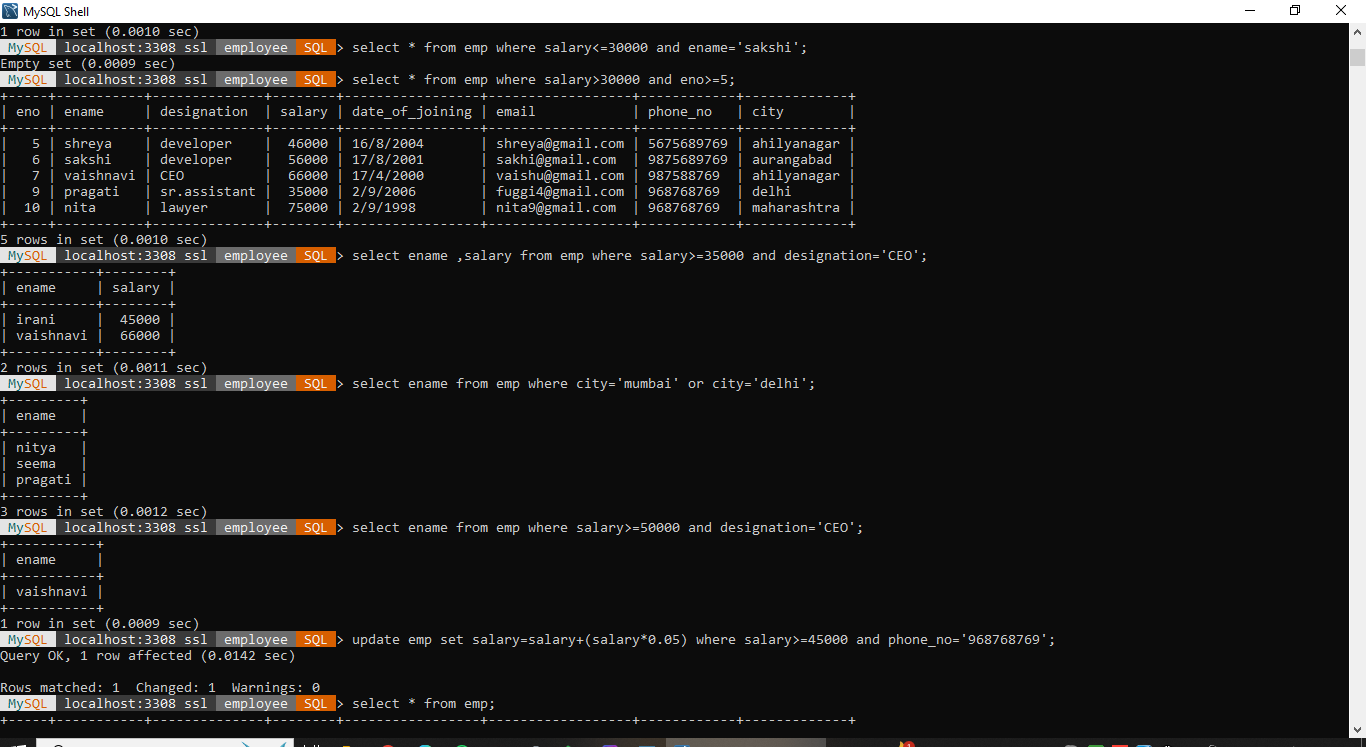 MySQL Shell
1 row in set (0.0010 sec)
MySQL localhost:3308 ssl employee SQL > select * from emp where salary<=30000 and ename='sakshi';
Empty set (0.0009 sec)
MySQL localhost:3308 ssl employee SQL > select * from emp where salary>30000 and eno>=5;
+-----+-----------+--------------+--------+-----------------+------------------+------------+-------------+
| eno | ename     | designation  | salary | date_of_joining | email            | phone_no   | city        |
+-----+-----------+--------------+--------+-----------------+------------------+------------+-------------+
|   5 | shreya    | developer    |  46000 | 16/8/2004       | shreya@gmail.com | 5675689769 | ahilyanagar |
|   6 | sakshi    | developer    |  56000 | 17/8/2001       | sakhi@gmail.com  | 9875689769 | aurangabad  |
|   7 | vaishnavi | CEO          |  66000 | 17/4/2000       | vaishu@gmail.com | 987588769  | ahilyanagar |
|   9 | pragati   | sr.assistant |  35000 | 2/9/2006        | fuggi4@gmail.com | 968768769  | delhi       |
|  10 | nita      | lawyer       |  75000 | 2/9/1998        | nita9@gmail.com  | 968768769  | maharashtra |
+-----+-----------+--------------+--------+-----------------+------------------+------------+-------------+
5 rows in set (0.0010 sec)
MySQL localhost:3308 ssl employee SQL > select ename ,salary from emp where salary>=35000 and designation='CEO';
+-----------+--------+
| ename     | salary |
+-----------+--------+
| irani     |  45000 |
| vaishnavi |  66000 |
+-----------+--------+
2 rows in set (0.0011 sec)
MySQL localhost:3308 ssl employee SQL > select ename from emp where city='mumbai' or city='delhi';
+---------+
| ename   |
+---------+
| nitya   |
| seema   |
| pragati |
+---------+
3 rows in set (0.0012 sec)
MySQL localhost:3308 ssl employee SQL > select ename from emp where salary>=50000 and designation='CEO';
+-----------+
| ename     |
+-----------+
| vaishnavi |
+-----------+
1 row in set (0.0009 sec)
MySQL localhost:3308 ssl employee SQL > update emp set salary=salary+(salary*0.05) where salary>=45000 and phone_no='968768769';
Query OK, 1 row affected (0.0142 sec)
Rows matched: 1  Changed: 1  Warnings: 0
MySQL localhost:3308 ssl employee SQL > select * from emp;
+-----+-----------+--------------+--------+-----------------+------------------+------------+-------------+